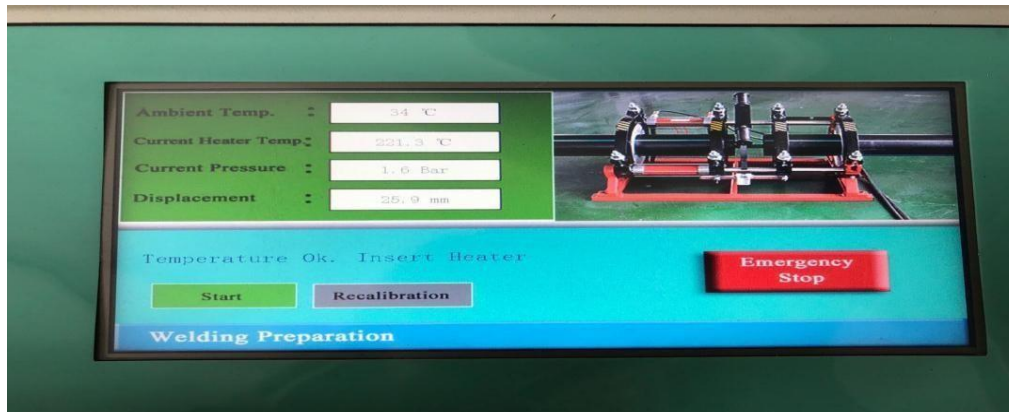 Ambient Temp. : 34 ℃
Current Heater Temp.: 221.3 ℃
Current Pressure : 1.6 Bar
Displacement : 25.9 mm
Temperature Ok. Insert Heater
Emergency
Stop
Start
Recalibration
Welding Preparation